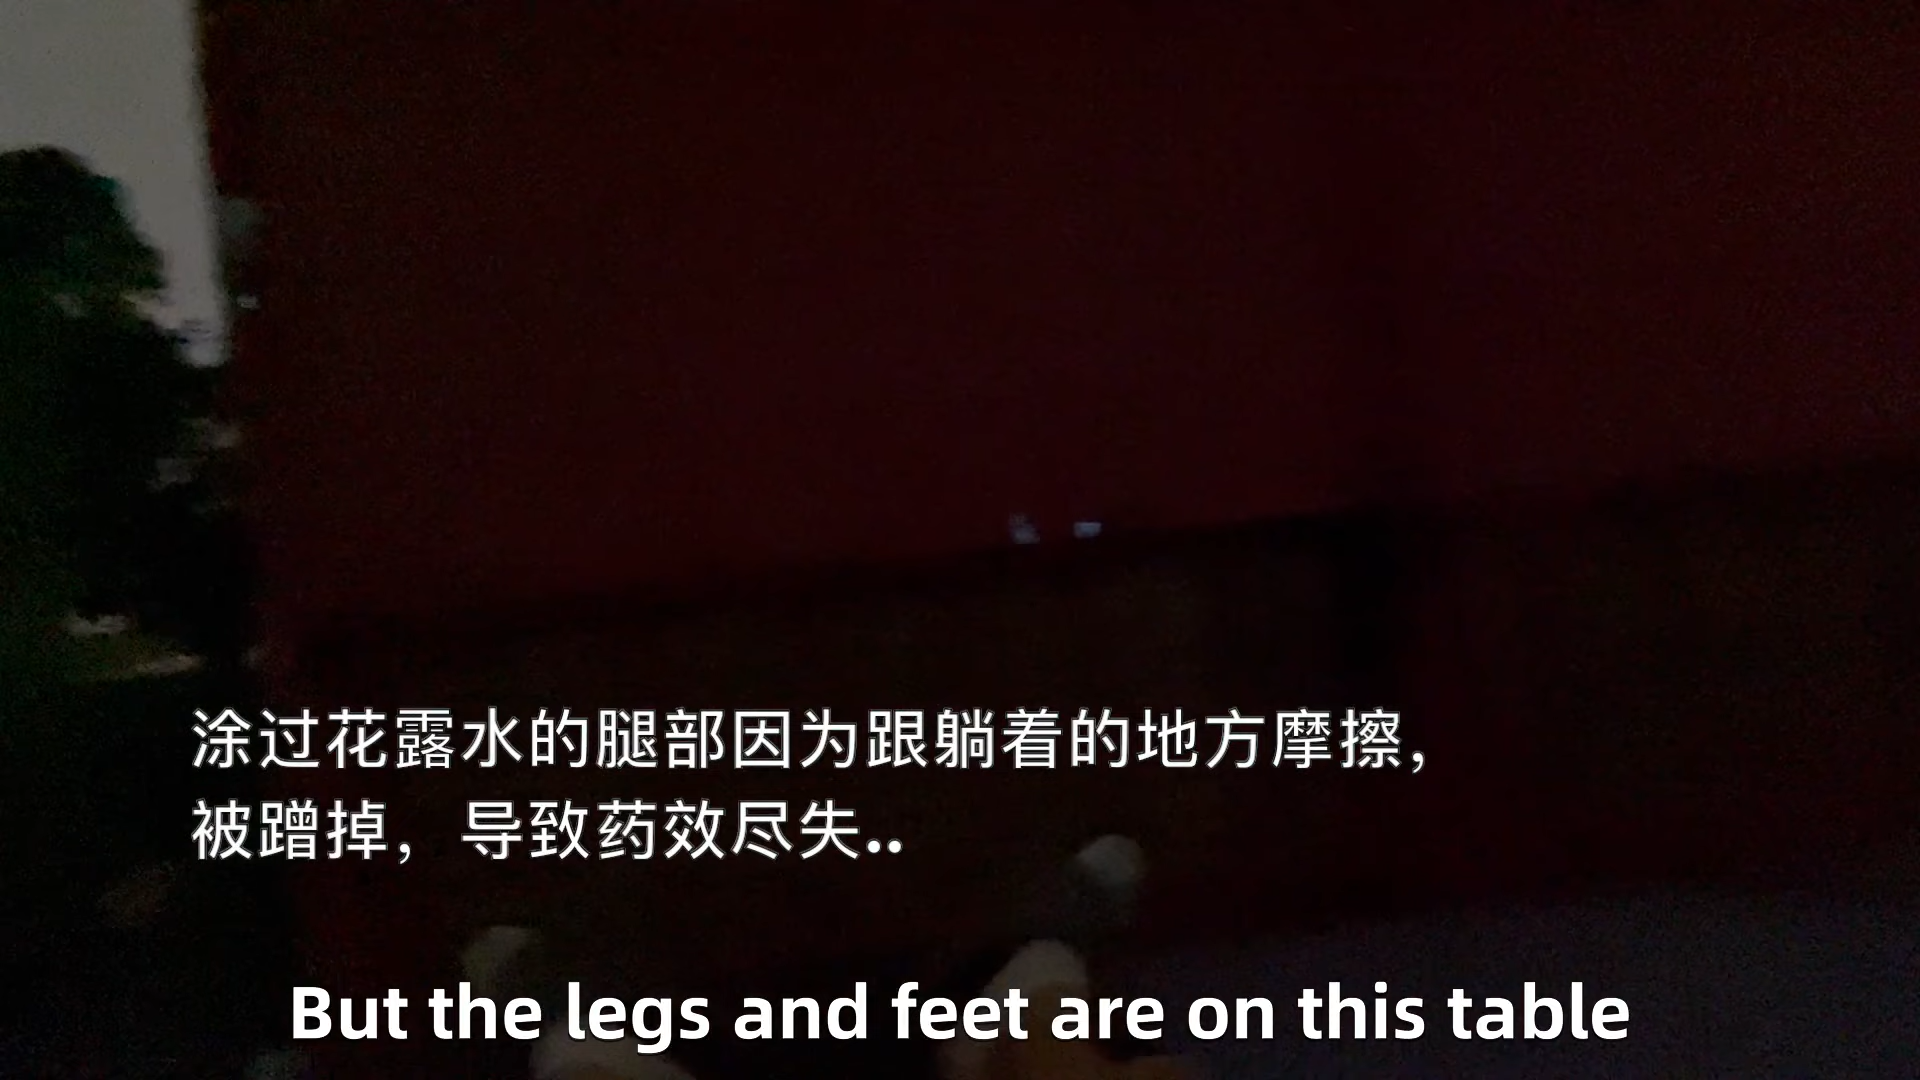 涂过花露水的腿部因为跟躺着的地方摩擦，
被蹭掉，导致药效尽失..
But the legs and feet are on this table